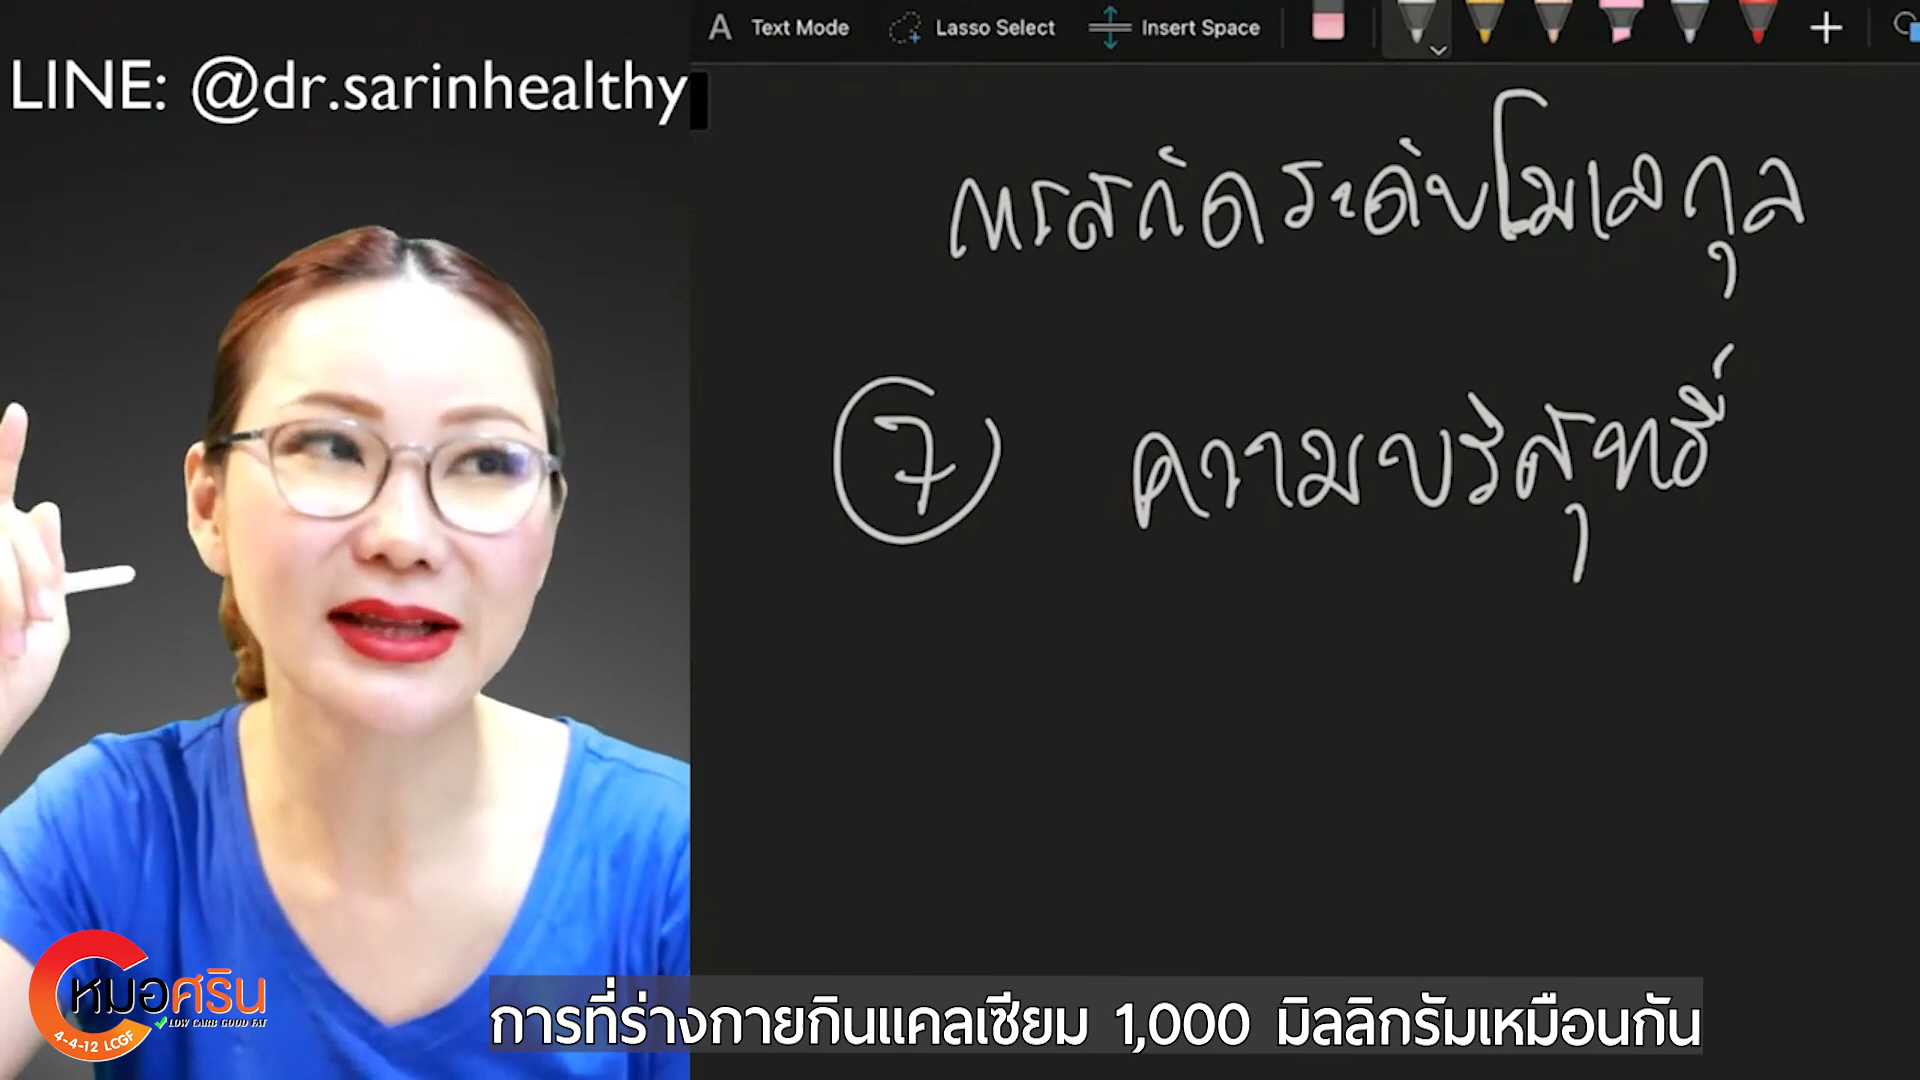 A Text Mode Lasso Select Insert Space
LINE: @dr.sarinhealthy
การสกัดระดับโมเลกุล
7 ความบริสุทธิ์
หมอศริน
LOW CARB GOOD FAT
4-4-12 LCGF
การที่ร่างกายกินแคลเซียม 1,000 มิลลิกรัมเหมือนกัน